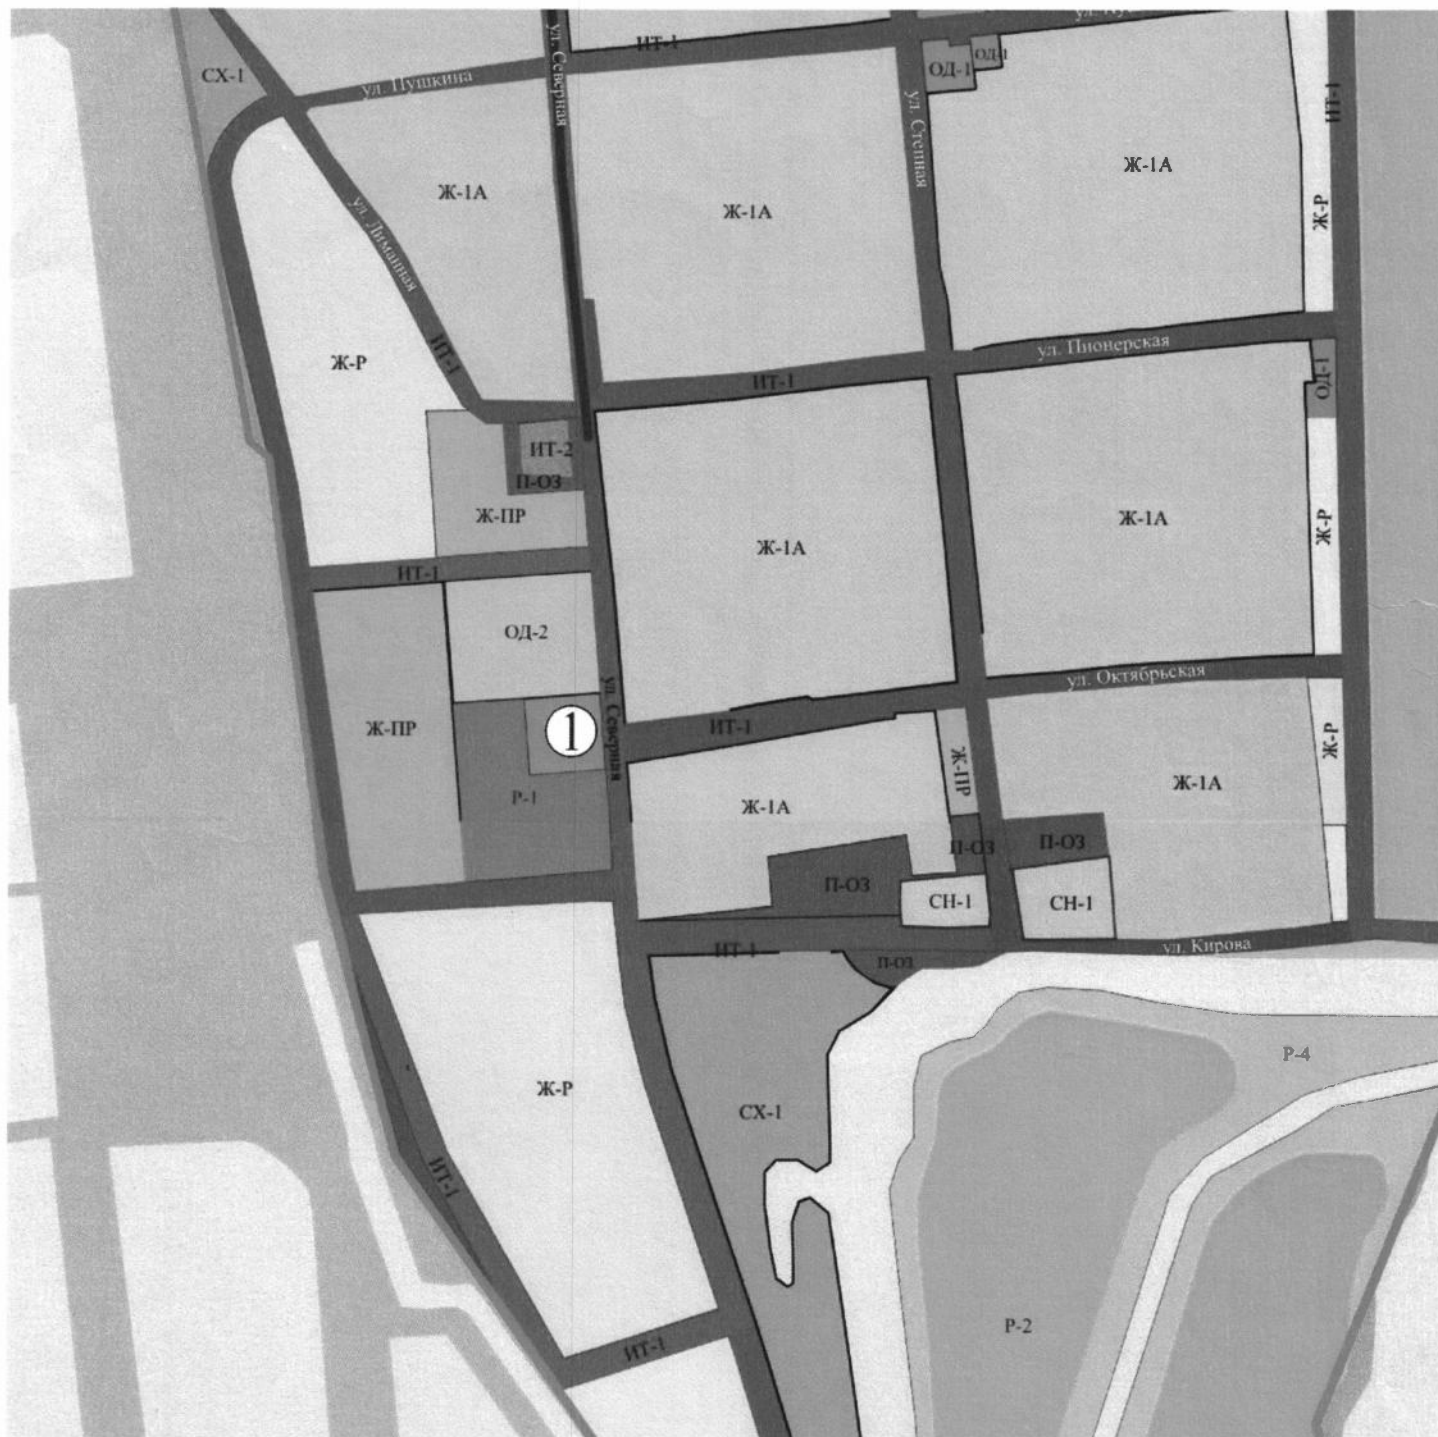 СХ-1
ул. Пушкина
ул. Северная
ИТ-1
ОД-1
ОД-1
ИТ-1
ул. Степная
Ж-1А
Ж-1А
Ж-1А
Ж-Р
ул. Лиманная
ИТ-1
Ж-Р
ул. Пионерская
ИТ-1
ОД-1
ИТ-2
П-ОЗ
Ж-ПР
Ж-1А
Ж-1А
Ж-Р
ИТ-1
ОД-2
ул. Северная
ул. Октябрьская
Ж-ПР
1
ИТ-1
Ж-ПР
Ж-Р
Р-1
Ж-1А
Ж-1А
П-ОЗ
П-ОЗ
П-ОЗ
СН-1
СН-1
ИТ-1
ул. Кирова
П-ОЗ
Р-4
Ж-Р
СХ-1
ИТ-1
Р-2
ИТ-1